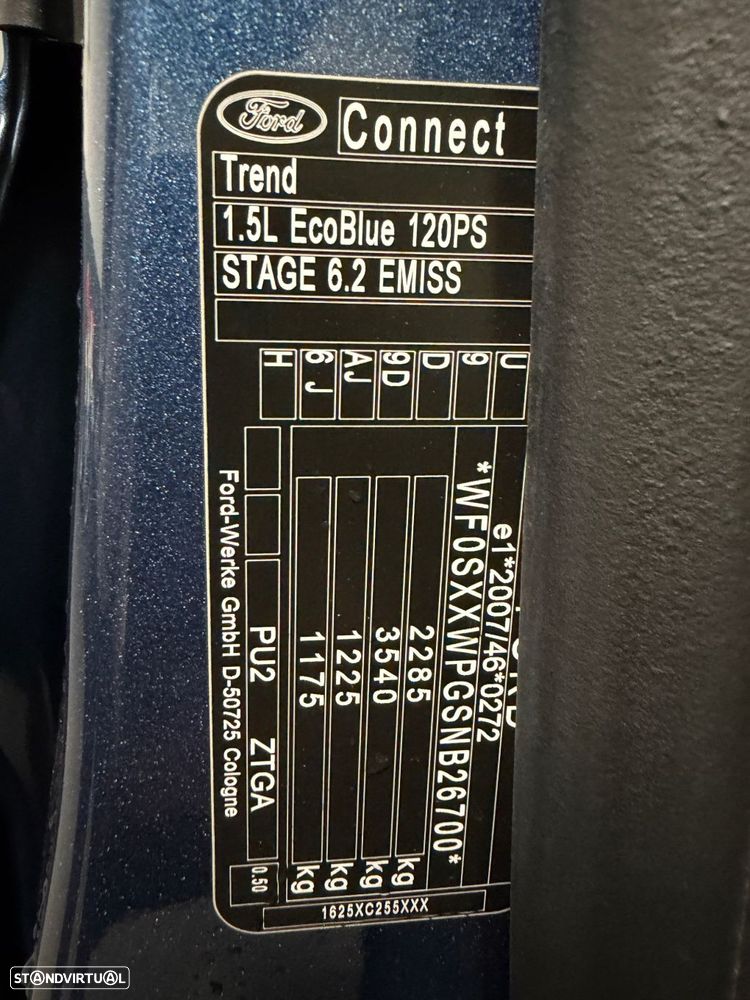 Ford
Connect
Trend
1.5L EcoBlue 120PS
STAGE 6.2 EMISS
U
9
D
9D
AJ
6J
H
e1*2007/46*0272
*WF0SXXWPGSNB26700*
2285 kg
3540 kg
1225 kg
1175 kg
PU2 ZTGA
0.50
Ford-Werke GmbH D-50725 Cologne
1625XC255XXX
STANDVIRTUAL